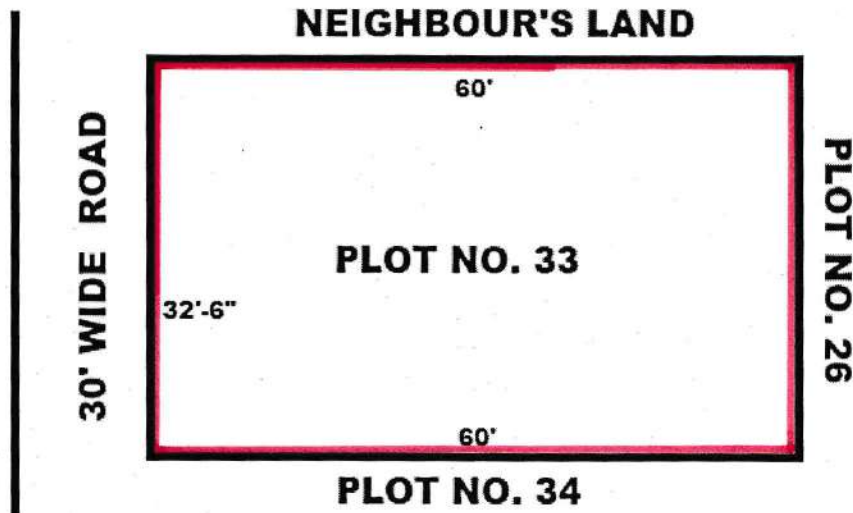 NEIGHBOUR'S LAND
60'
30' WIDE ROAD
PLOT NO. 33
PLOT NO. 26
32'-6"
60'
PLOT NO. 34